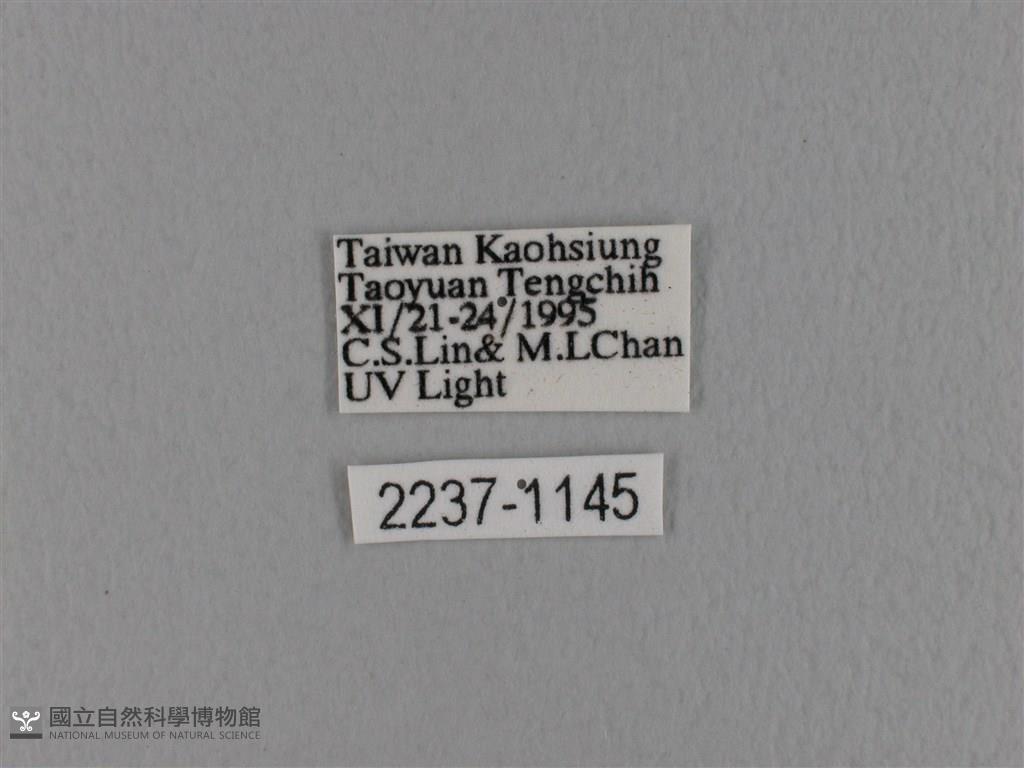 Taiwan Kaohsiung
Taoyuan Tengchih
XI/21-24/1995
C.S.Lin& M.LChan
UV Light
2237-1145
國立自然科學博物館
NATIONAL MUSEUM OF NATURAL SCIENCE